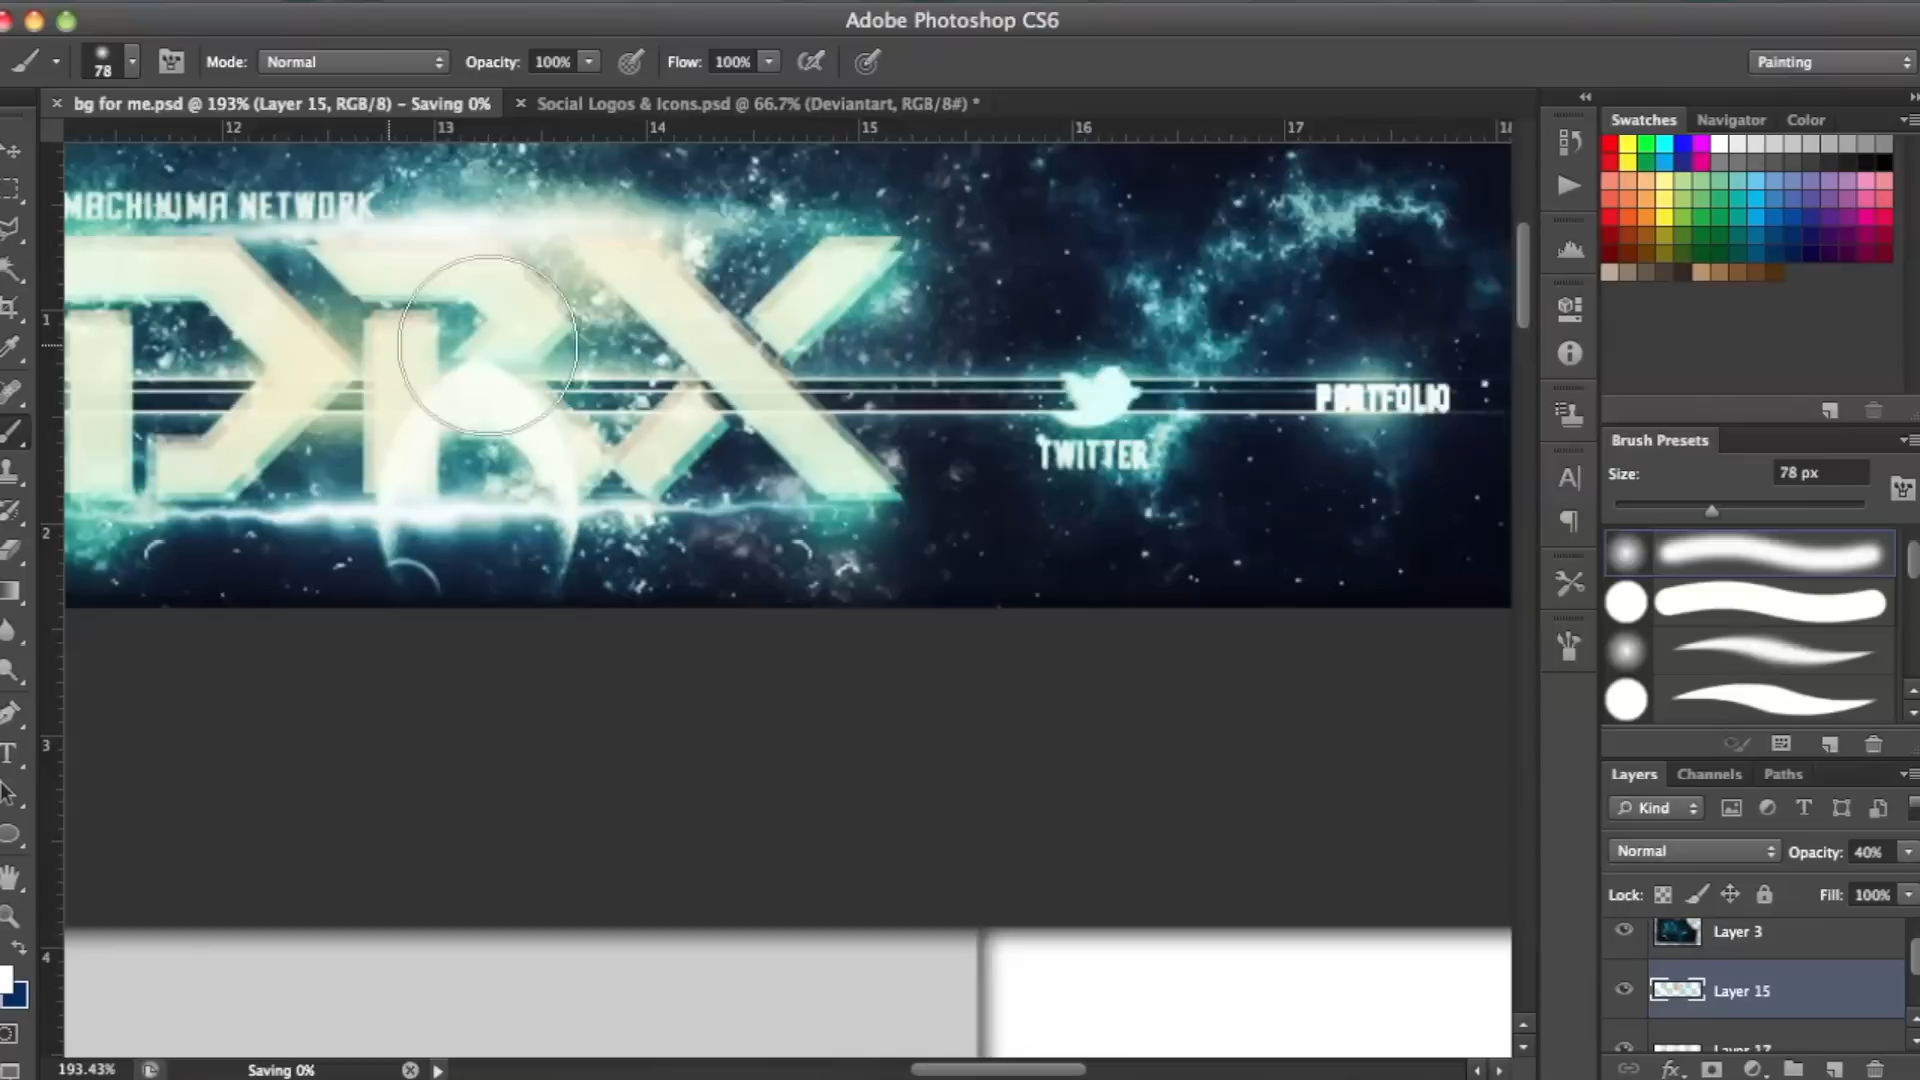 Adobe Photoshop CS6
78 Mode: Normal Opacity: 100% Flow: 100% Painting
bg for me.psd @ 193% (Layer 15, RGB/8) – Saving 0% Social Logos & Icons.psd @ 66.7% (Deviantart, RGB/8#) *
12 13 14 15 16 17 18
Swatches Navigator Color
MACHINIMA NETWORK
DRX
1
PORTFOLIO
TWITTER
2
3
4
Brush Presets
Size: 78 px
Layers Channels Paths
Kind
Normal Opacity: 40%
Lock: Fill: 100%
Layer 3
Layer 15
Layer 17
193.43% Saving 0%